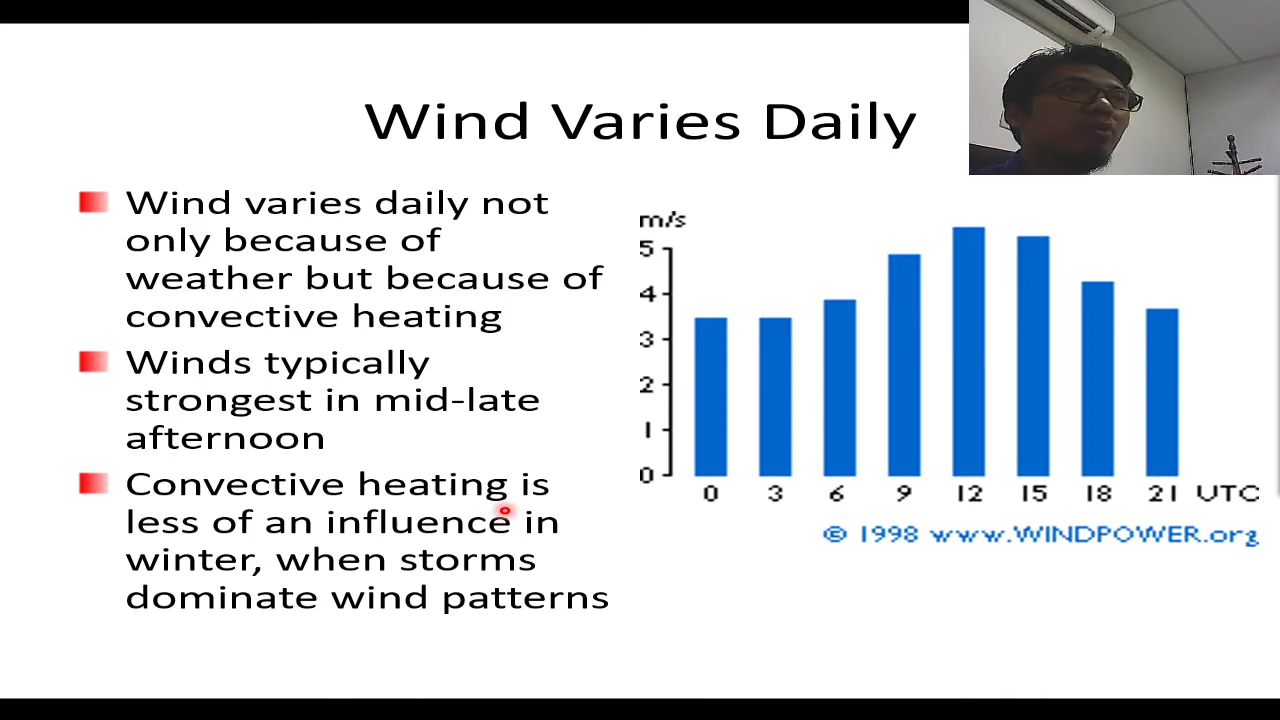 Wind Varies Daily
Wind varies daily not
only because of
weather but because of
convective heating
Winds typically
strongest in mid-late
afternoon
Convective heating is
less of an influence in
winter, when storms
dominate wind patterns
m/s
5
4
3
2
1
0
0 3 6 9 12 15 18 21 UTC
© 1998 www.WINDPOWER.org